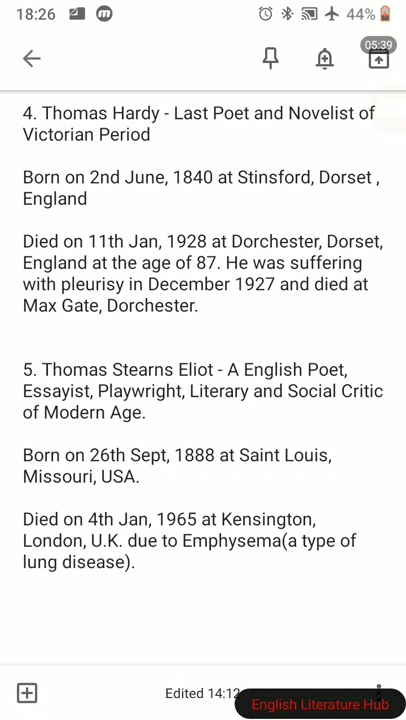 18:26 m 44%
05:39
4. Thomas Hardy - Last Poet and Novelist of
Victorian Period
Born on 2nd June, 1840 at Stinsford, Dorset ,
England
Died on 11th Jan, 1928 at Dorchester, Dorset,
England at the age of 87. He was suffering
with pleurisy in December 1927 and died at
Max Gate, Dorchester.
5. Thomas Stearns Eliot - A English Poet,
Essayist, Playwright, Literary and Social Critic
of Modern Age.
Born on 26th Sept, 1888 at Saint Louis,
Missouri, USA.
Died on 4th Jan, 1965 at Kensington,
London, U.K. due to Emphysema(a type of
lung disease).
Edited 14:12
English Literature Hub